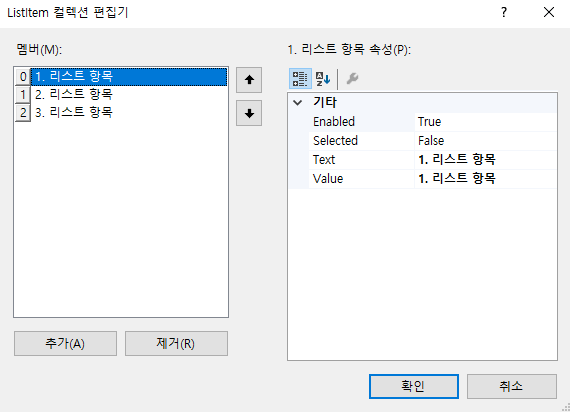 ListItem 컬렉션 편집기
?
멤버(M):
0 1. 리스트 항목
1 2. 리스트 항목
2 3. 리스트 항목
추가(A)
제거(R)
1. 리스트 항목 속성(P):
기타
Enabled True
Selected False
Text 1. 리스트 항목
Value 1. 리스트 항목
확인
취소